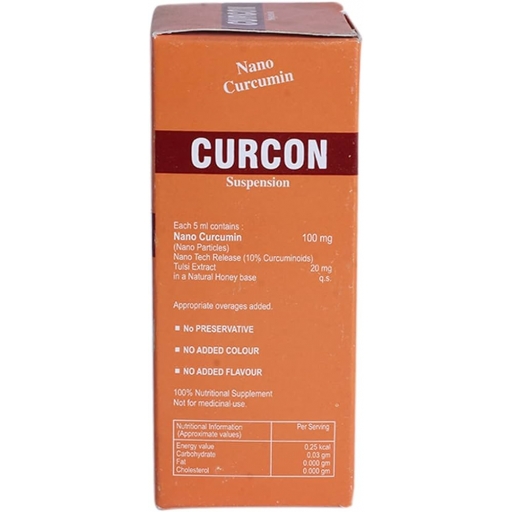 CURCON
Nano
Curcumin
CURCON
Suspension
Each 5 ml contains :
Nano Curcumin 100 mg
(Nano Particles)
Nano Tech Release (10% Curcuminoids)
Tulsi Extract 20 mg
in a Natural Honey base q.s.
Appropriate overages added.
■ No PRESERVATIVE
■ NO ADDED COLOUR
■ NO ADDED FLAVOUR
100% Nutritional Supplement
Not for medicinal use.
Nutritional Information Per Serving
(Approximate values)
Energy value 0.25 kcal
Carbohydrate 0.03 gm
Fat 0.000 gm
Cholesterol 0.000 gm